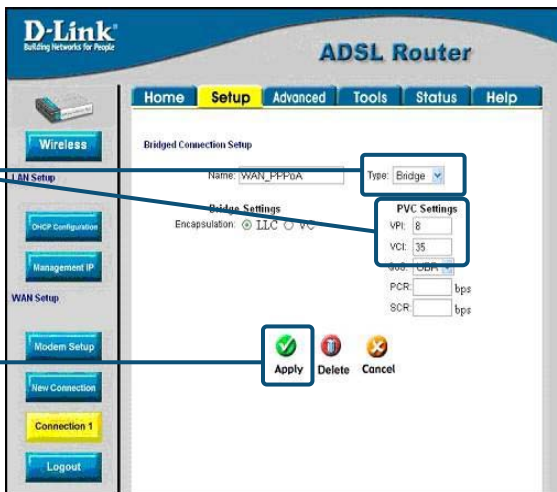 D-Link®
Building Networks for People
ADSL Router
Home Setup Advanced Tools Status Help
Wireless
LAN Setup
DHCP Configuration
Management IP
WAN Setup
Modem Setup
New Connection
Connection 1
Logout
Bridged Connection Setup
Name: WAN_PPPoA
Type: Bridge
Bridge Settings
Encapsulation: LLC VC
PVC Settings
VPI: 8
VCI: 35
QoS: UBR
PCR: bps
SCR: bps
Apply Delete Cancel